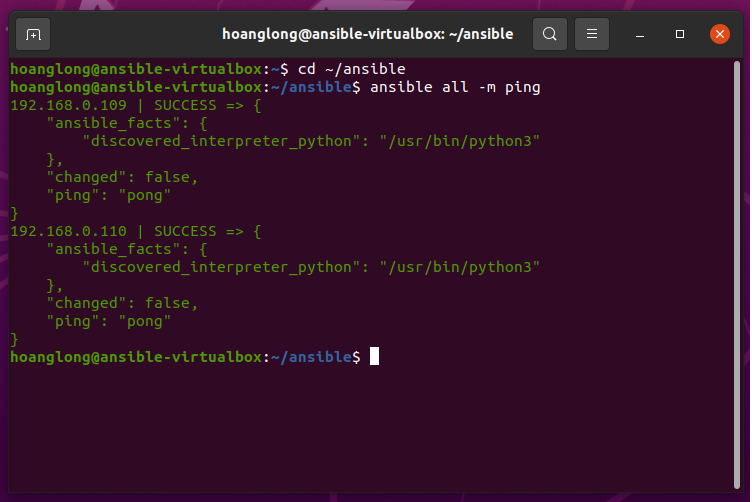 hoanglong@ansible-virtualbox: ~/ansible
hoanglong@ansible-virtualbox:~$ cd ~/ansible
hoanglong@ansible-virtualbox:~/ansible$ ansible all -m ping
192.168.0.109 | SUCCESS => {
    "ansible_facts": {
        "discovered_interpreter_python": "/usr/bin/python3"
    },
    "changed": false,
    "ping": "pong"
}
192.168.0.110 | SUCCESS => {
    "ansible_facts": {
        "discovered_interpreter_python": "/usr/bin/python3"
    },
    "changed": false,
    "ping": "pong"
}
hoanglong@ansible-virtualbox:~/ansible$